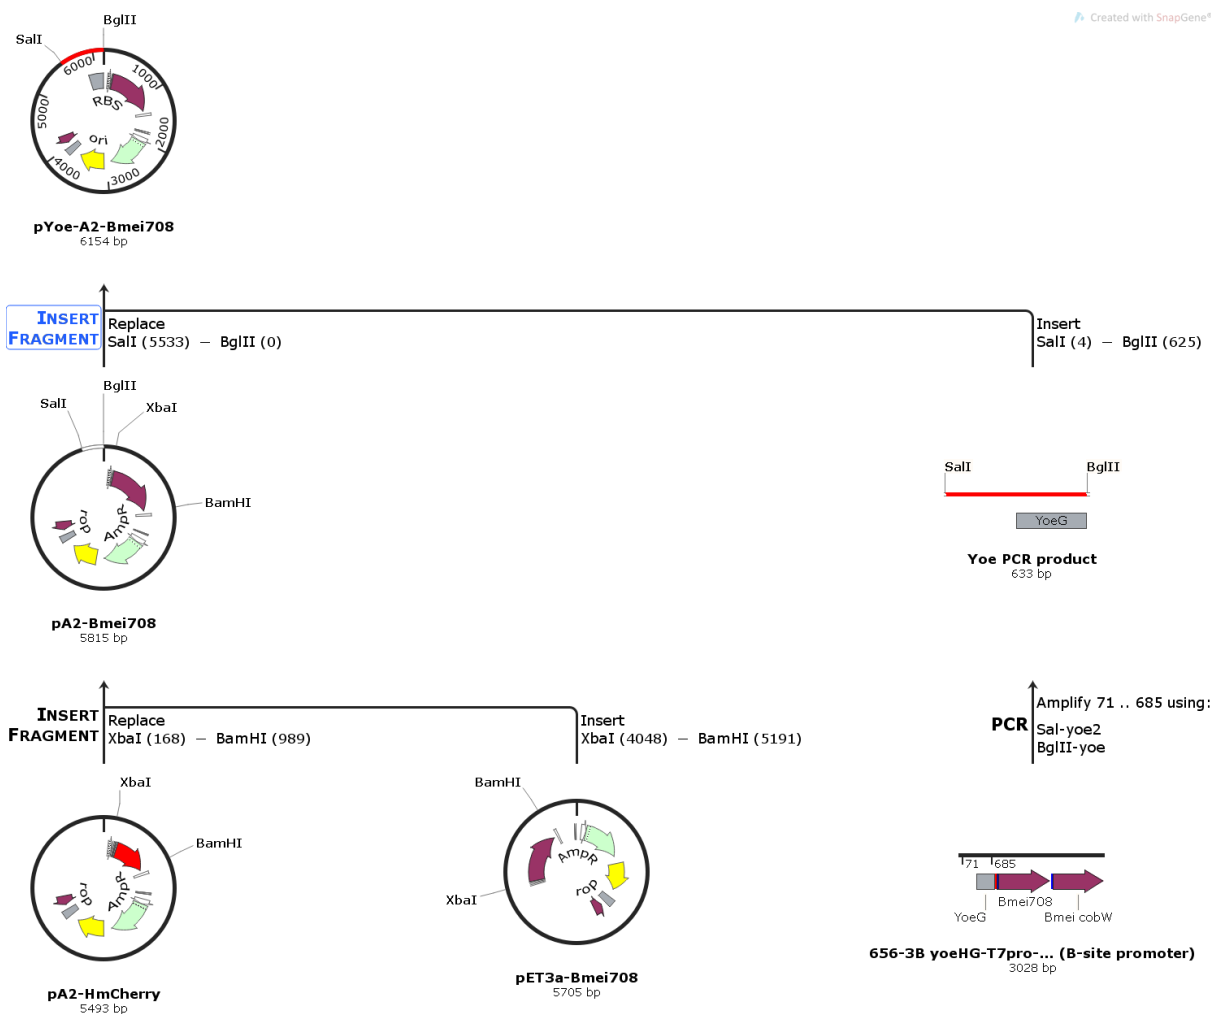 Created with SnapGene®
BglII
SalI
6000
1000
5000
2000
4000
3000
RBS
ori
pYoe-A2-Bmei708
6154 bp
INSERT
FRAGMENT
Replace
SalI (5533) – BglII (0)
Insert
SalI (4) – BglII (625)
BglII
SalI
XbaI
BamHI
rop
AmpR
pA2-Bmei708
5815 bp
SalI
BglII
YoeG
Yoe PCR product
633 bp
INSERT
FRAGMENT
Replace
XbaI (168) – BamHI (989)
Insert
XbaI (4048) – BamHI (5191)
PCR
Amplify 71 .. 685 using:
Sal-yoe2
BglII-yoe
XbaI
BamHI
rop
AmpR
pA2-HmCherry
5493 bp
BamHI
XbaI
AmpR
rop
pET3a-Bmei708
5705 bp
71
685
Bmei708
YoeG
Bmei cobW
656-3B yoeHG-T7pro-... (B-site promoter)
3028 bp